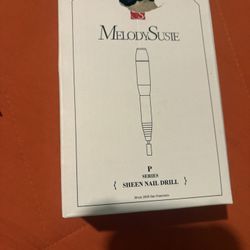 MELODYSUSIE
P
SERIES
{ SHEEN NAIL DRILL }